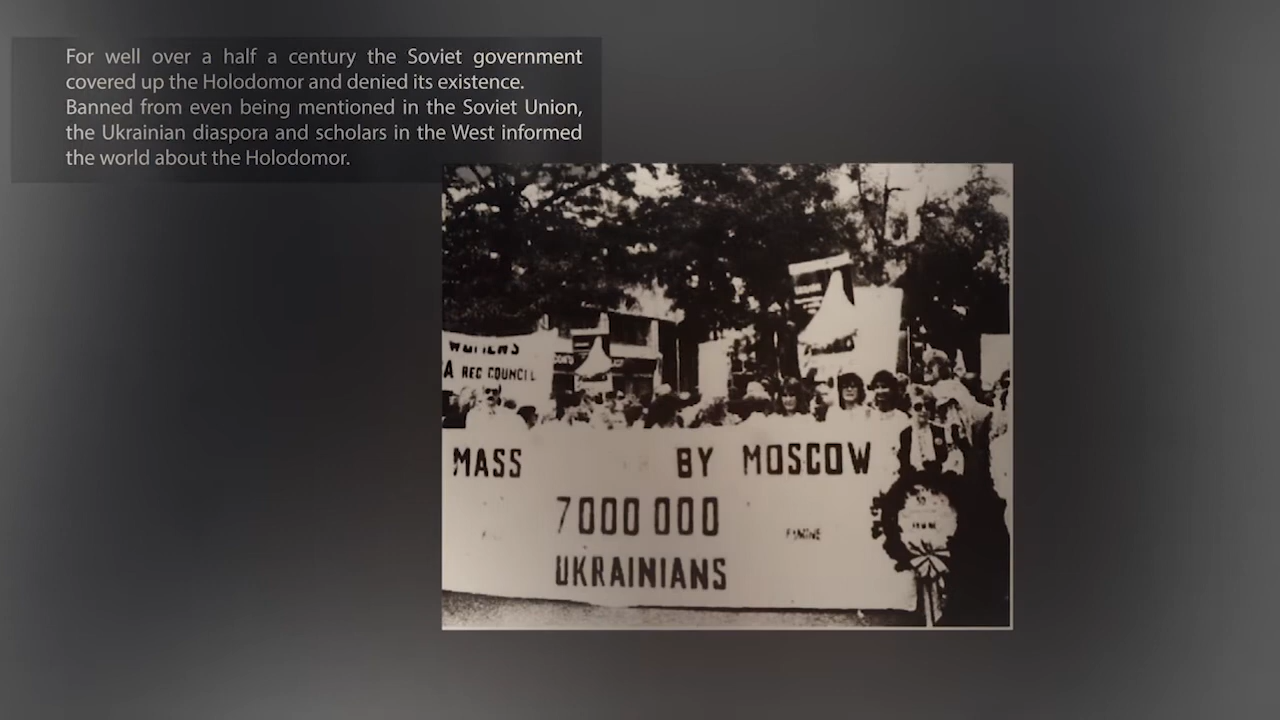 For well over a half a century the Soviet government
covered up the Holodomor and denied its existence.
Banned from even being mentioned in the Soviet Union,
the Ukrainian diaspora and scholars in the West informed
the world about the Holodomor.
WOMENS
A REC COUNCIL
MASS BY MOSCOW
7000 000
FAMINE
UKRAINIANS